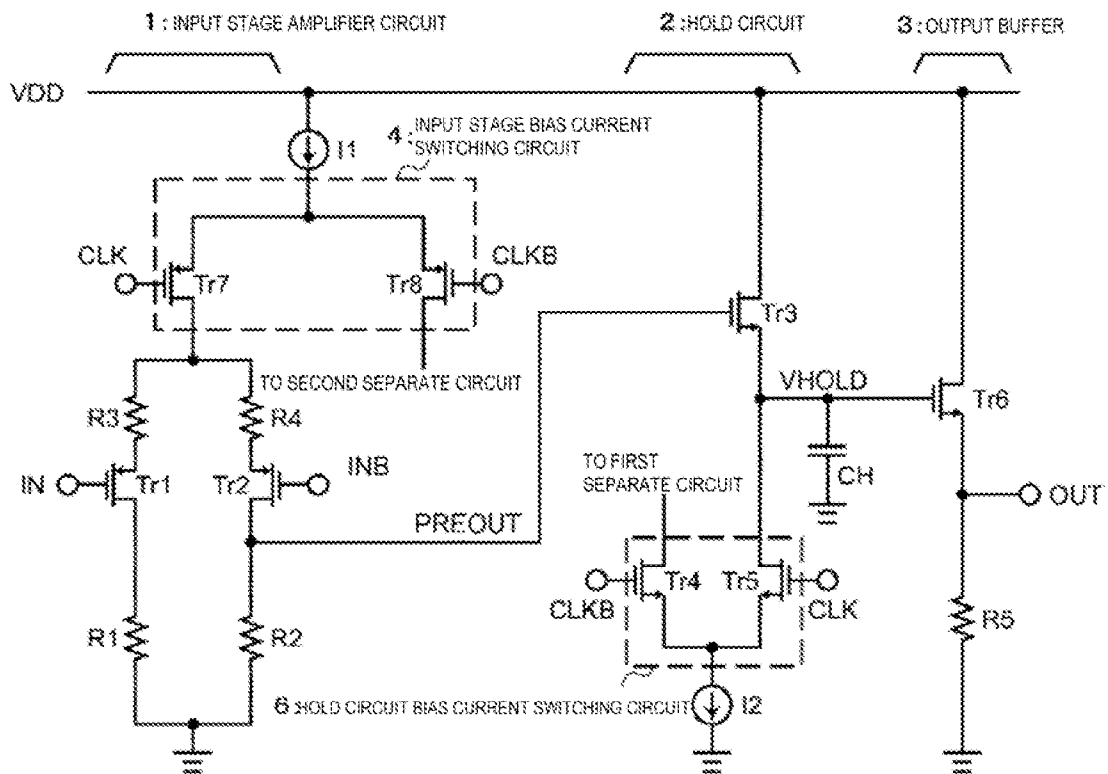 1 : INPUT STAGE AMPLIFIER CIRCUIT
2 :HOLD CIRCUIT
3 : OUTPUT BUFFER
VDD
I1
4 :INPUT STAGE BIAS CURRENT
SWITCHING CIRCUIT
CLK
Tr7
Tr8
CLKB
Tr3
TO SECOND SEPARATE CIRCUIT
VHOLD
Tr6
R3
R4
CH
IN
Tr1
Tr2
INB
TO FIRST
SEPARATE CIRCUIT
OUT
PREOUT
CLKB
Tr4
Tr5
CLK
R1
R2
R5
6 :HOLD CIRCUIT BIAS CURRENT SWITCHING CIRCUIT
I2